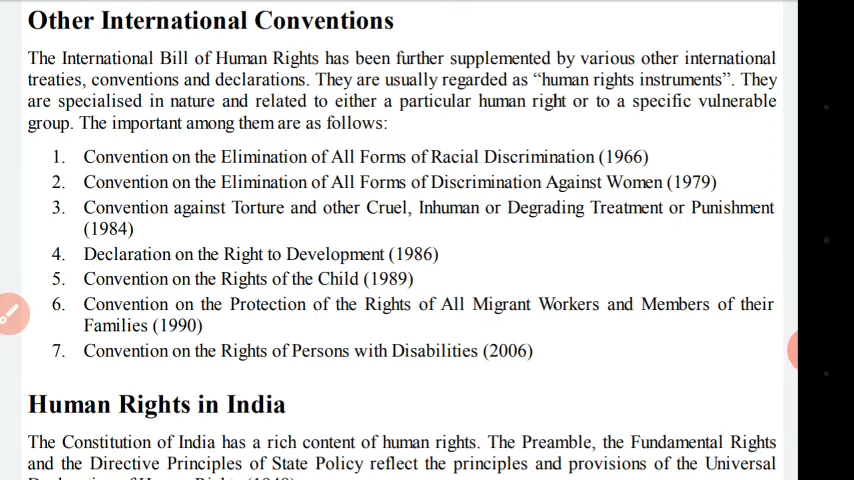 Other International Conventions
The International Bill of Human Rights has been further supplemented by various other international
treaties, conventions and declarations. They are usually regarded as “human rights instruments”. They
are specialised in nature and related to either a particular human right or to a specific vulnerable
group. The important among them are as follows:
1. Convention on the Elimination of All Forms of Racial Discrimination (1966)
2. Convention on the Elimination of All Forms of Discrimination Against Women (1979)
3. Convention against Torture and other Cruel, Inhuman or Degrading Treatment or Punishment
(1984)
4. Declaration on the Right to Development (1986)
5. Convention on the Rights of the Child (1989)
6. Convention on the Protection of the Rights of All Migrant Workers and Members of their
Families (1990)
7. Convention on the Rights of Persons with Disabilities (2006)
Human Rights in India
The Constitution of India has a rich content of human rights. The Preamble, the Fundamental Rights
and the Directive Principles of State Policy reflect the principles and provisions of the Universal